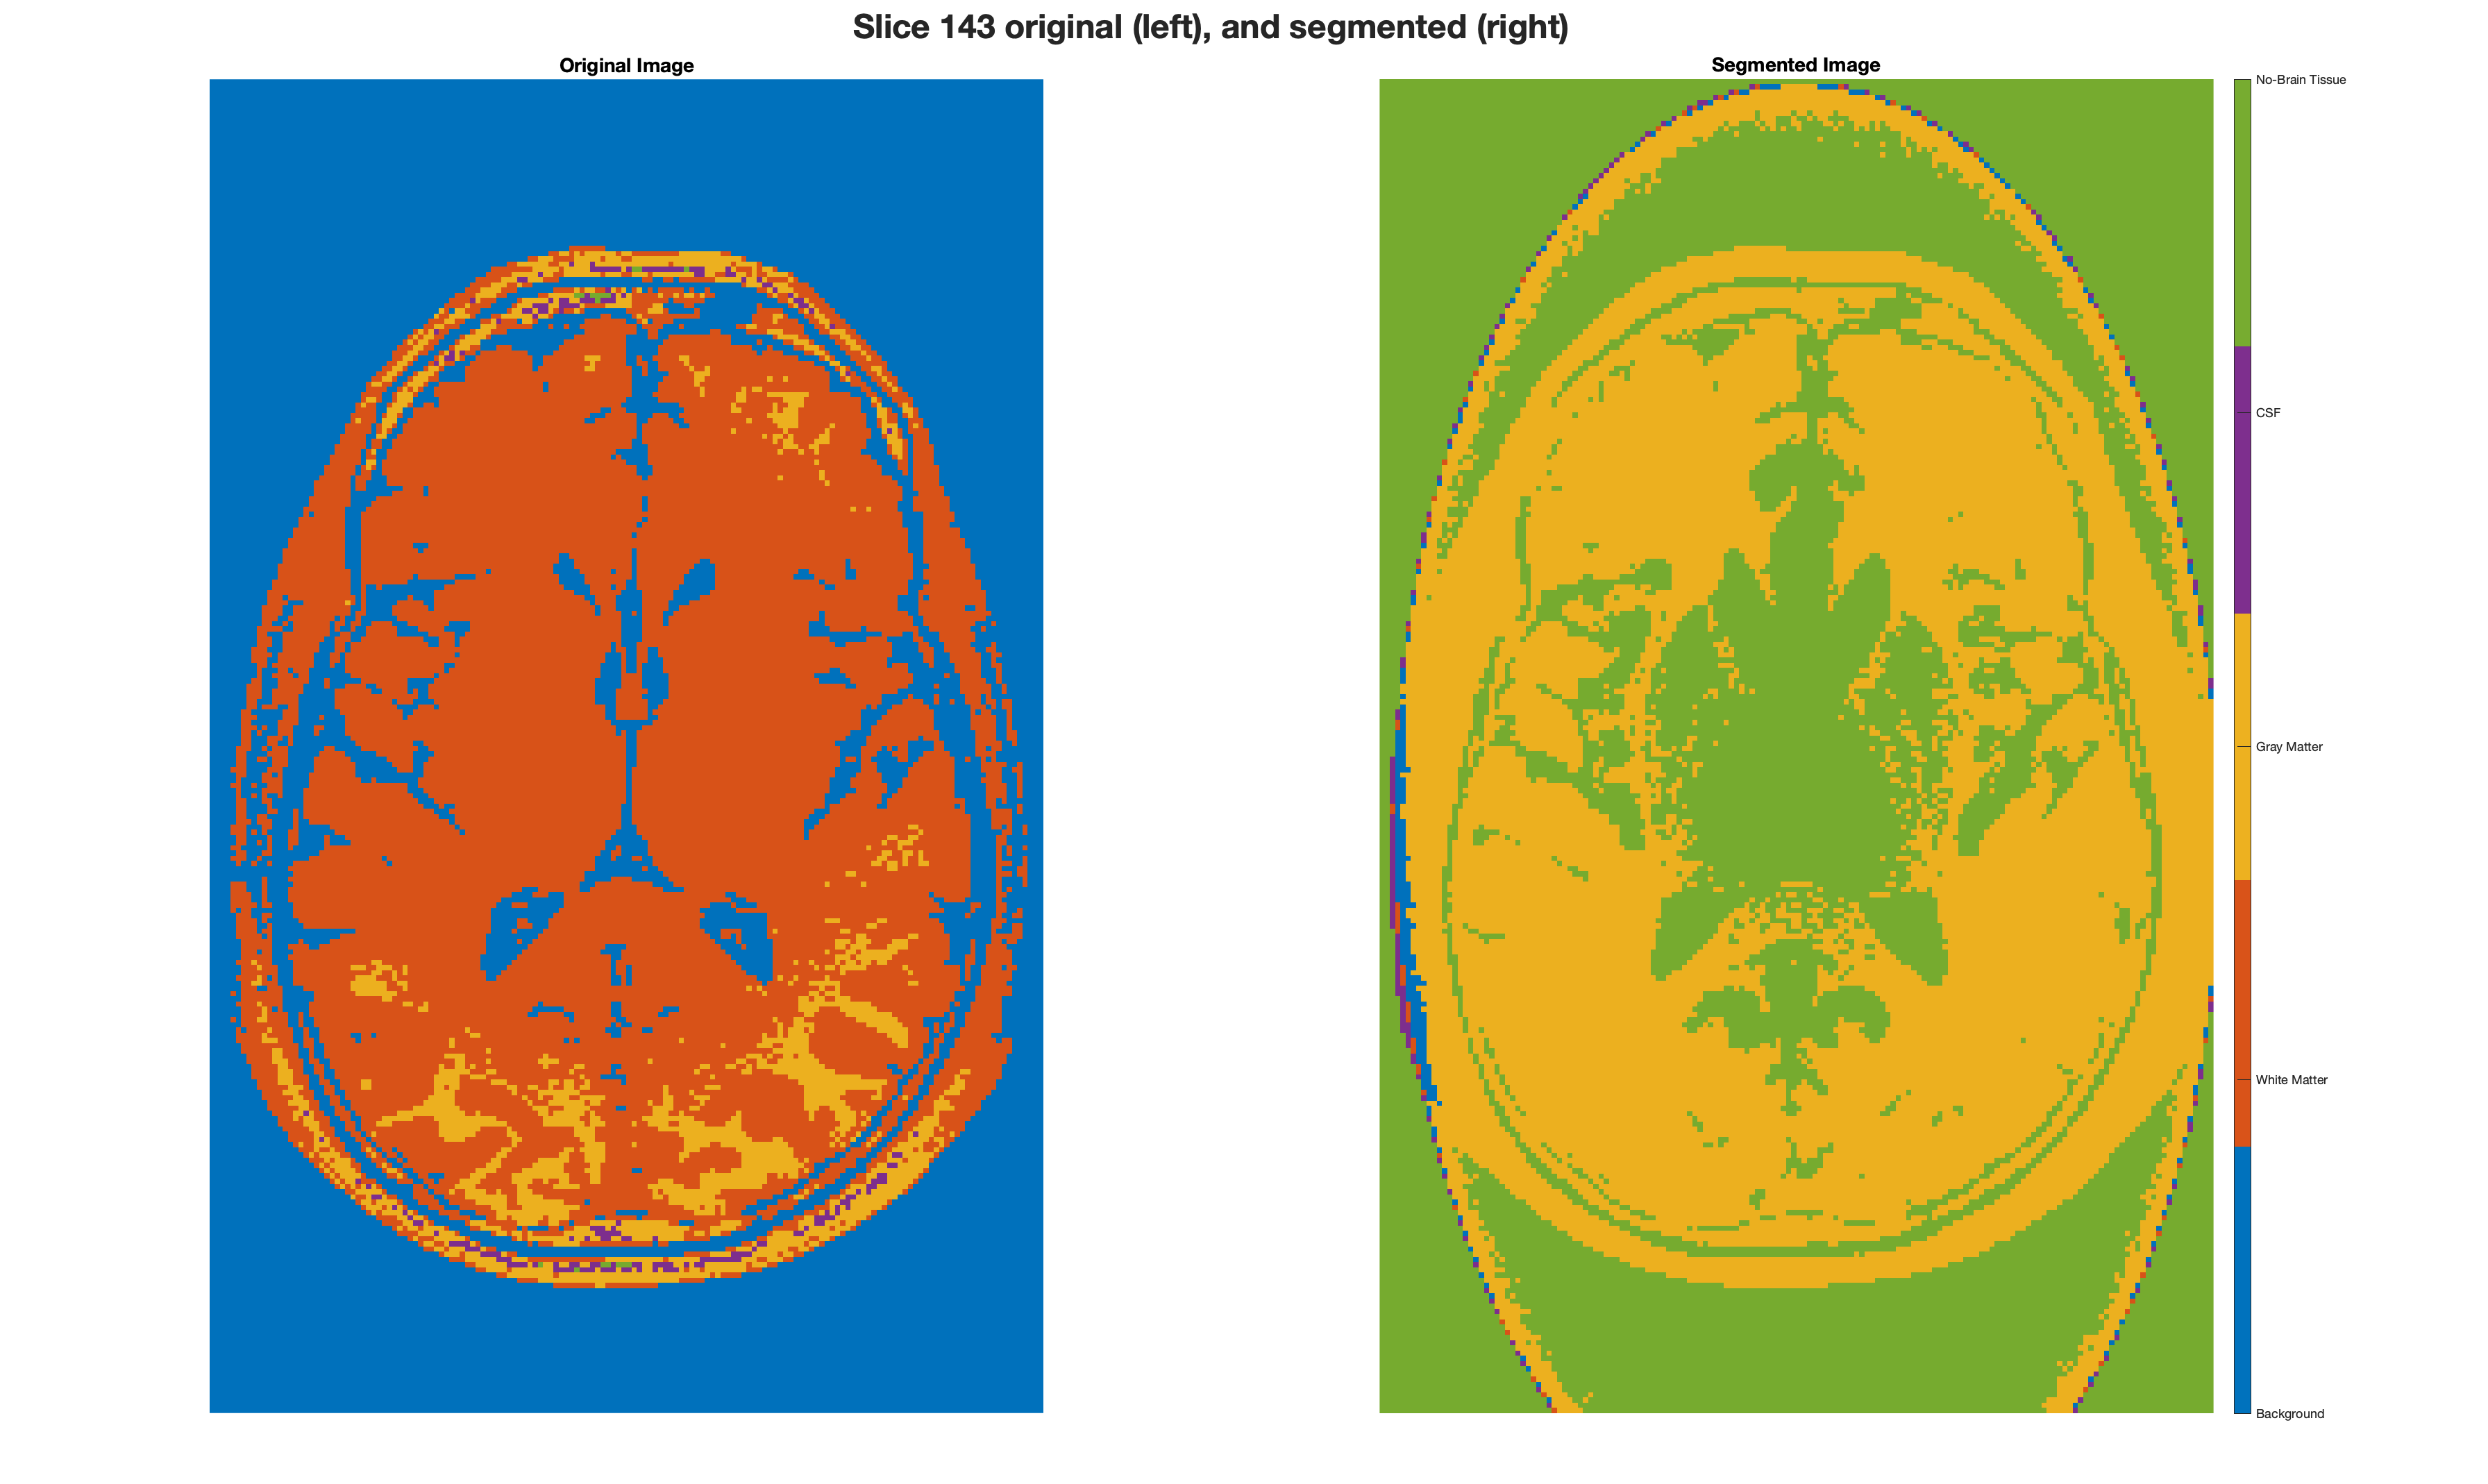 Slice 143 original (left), and segmented (right)
Original Image
Segmented Image
No-Brain Tissue
CSF
Gray Matter
White Matter
Background